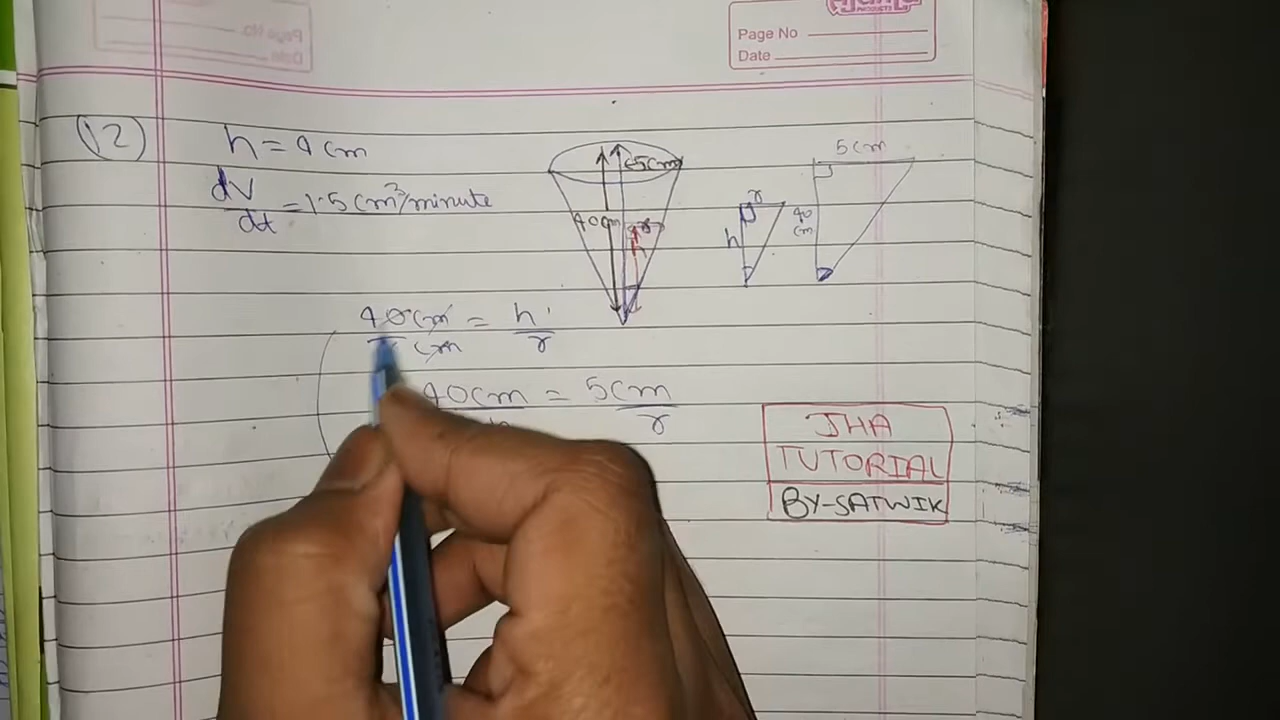 Page No
Date
12
h = 4 cm
dV/dt = 1.5 cm³/minute
5cm
40cm
r
h
r
h
5 cm
40
cm
40cm/cm = h/r
40cm = 5cm/r
JHA
TUTORIAL
BY-SATWIK